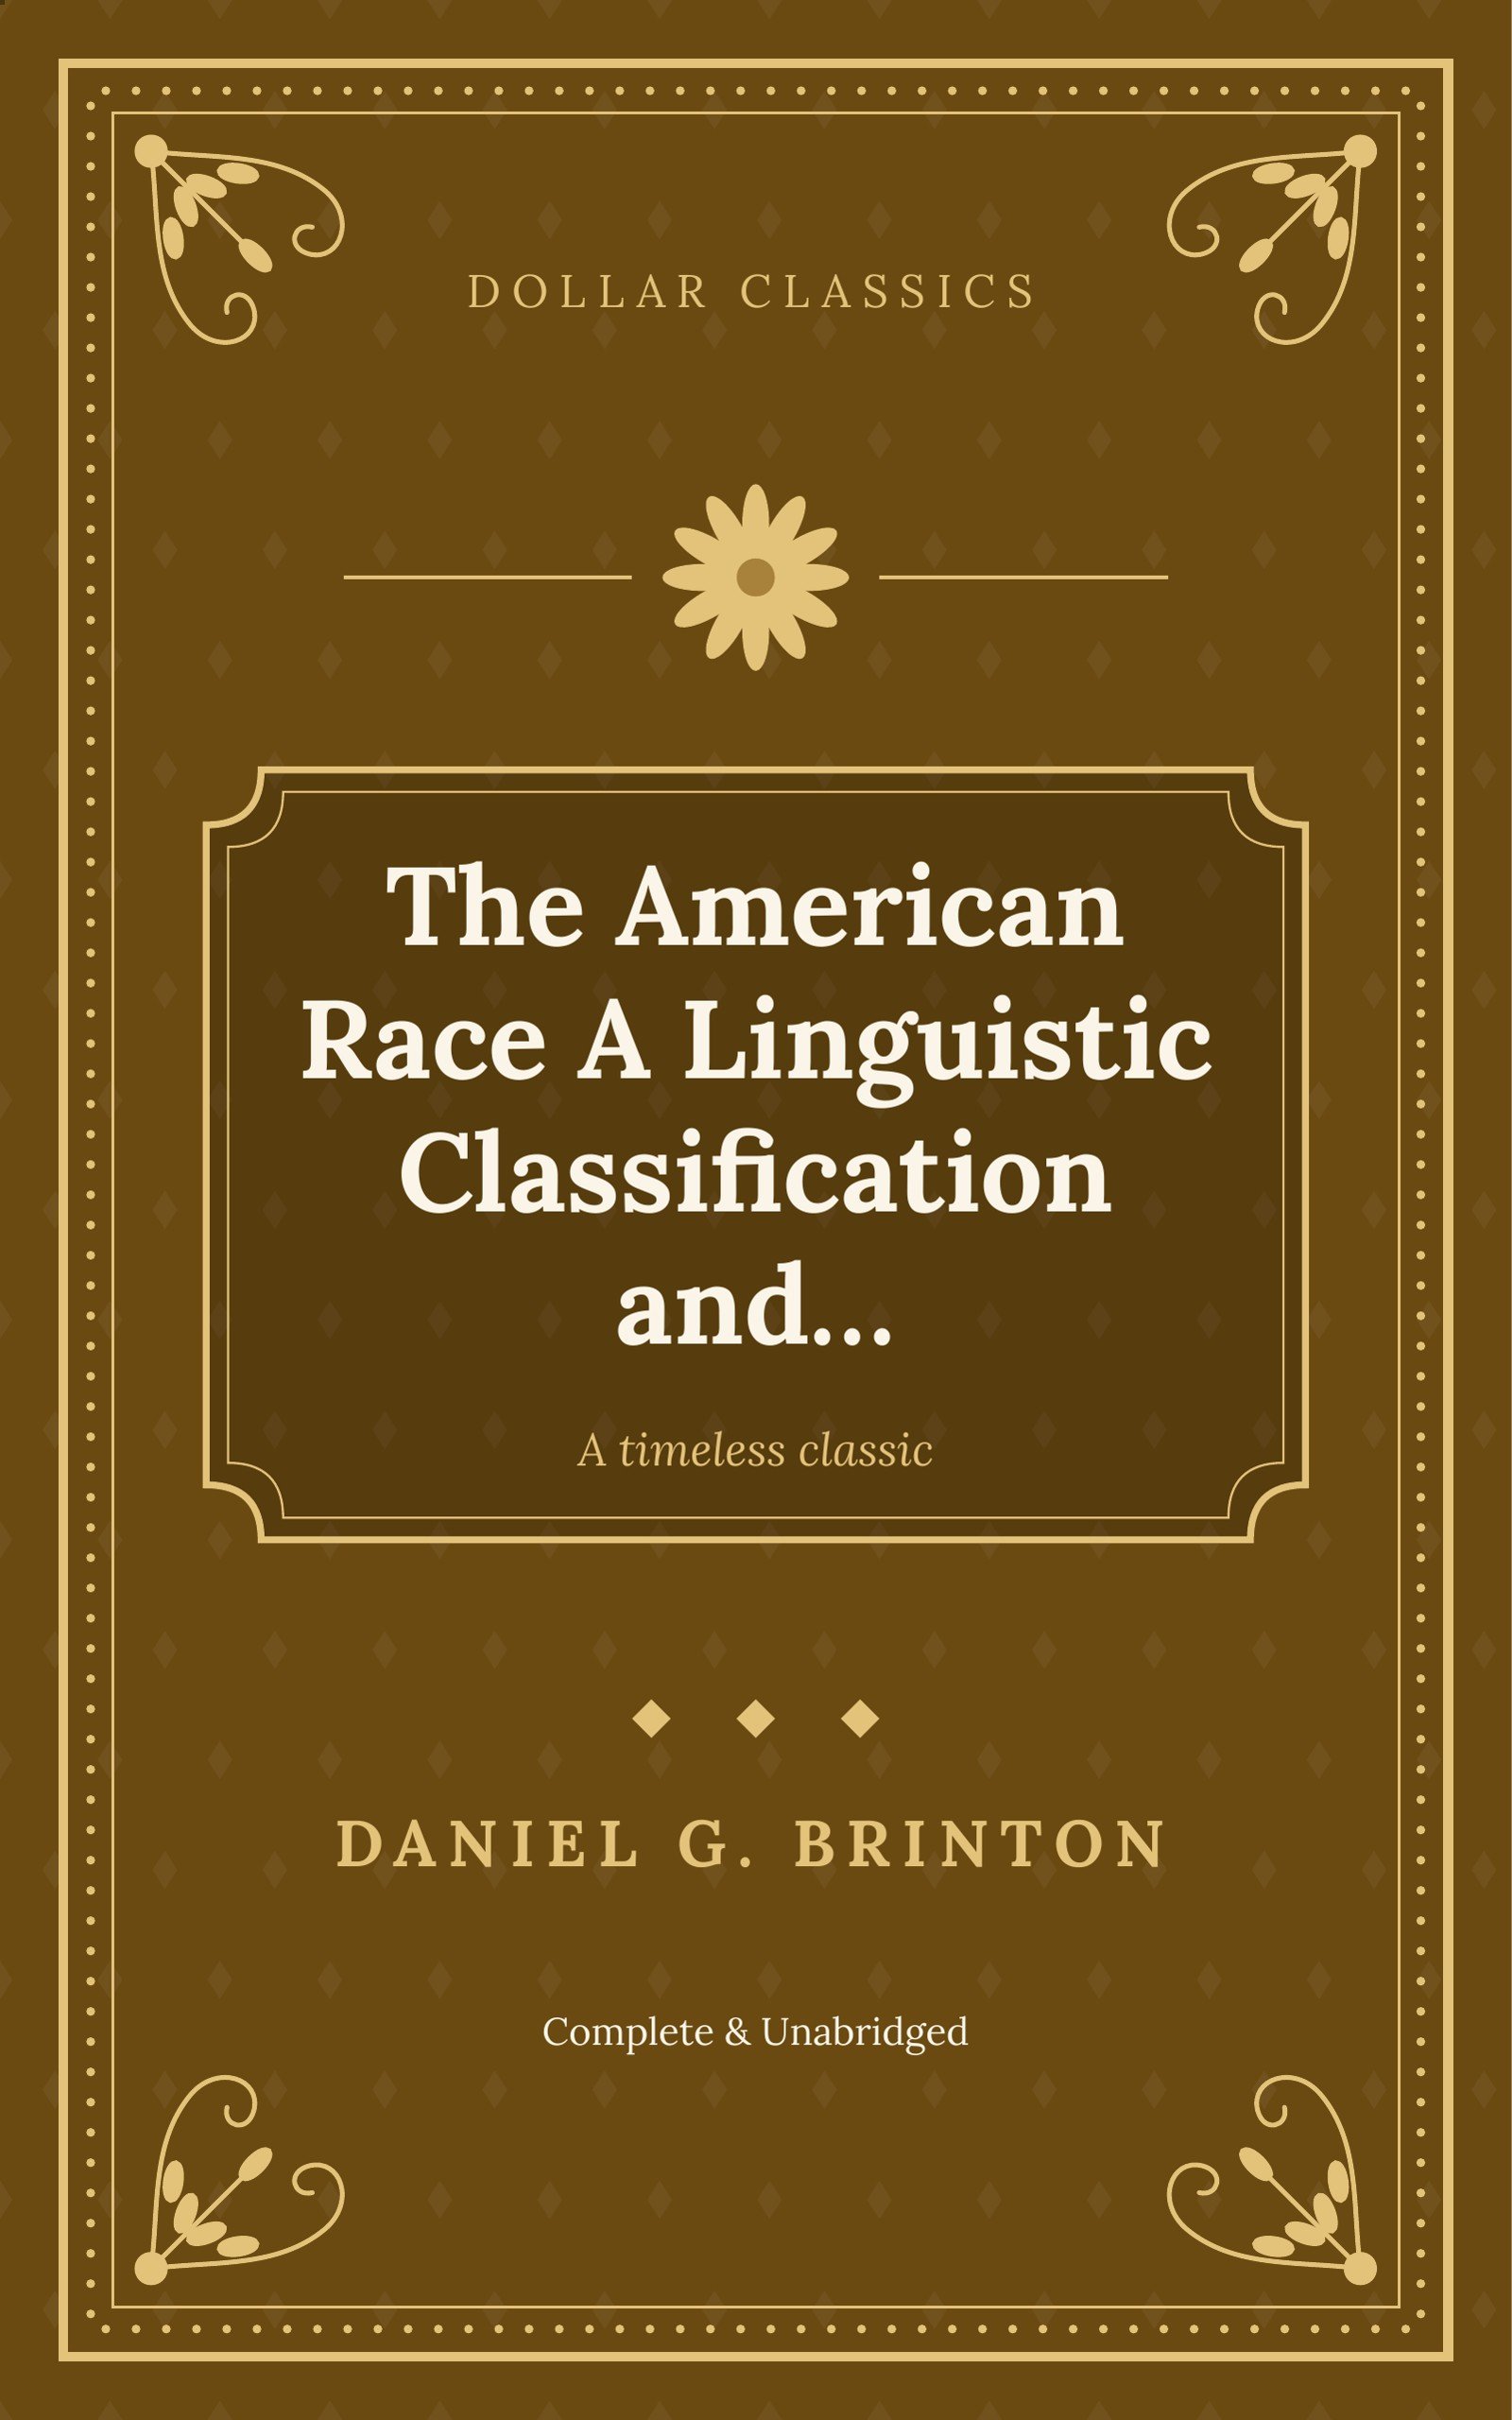 DOLLAR CLASSICS
The American
Race A Linguistic
Classification
and...
A timeless classic
DANIEL G. BRINTON
Complete & Unabridged